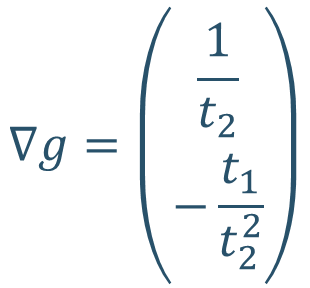 ∇g = (1/t₂
−t₁/t₂²)